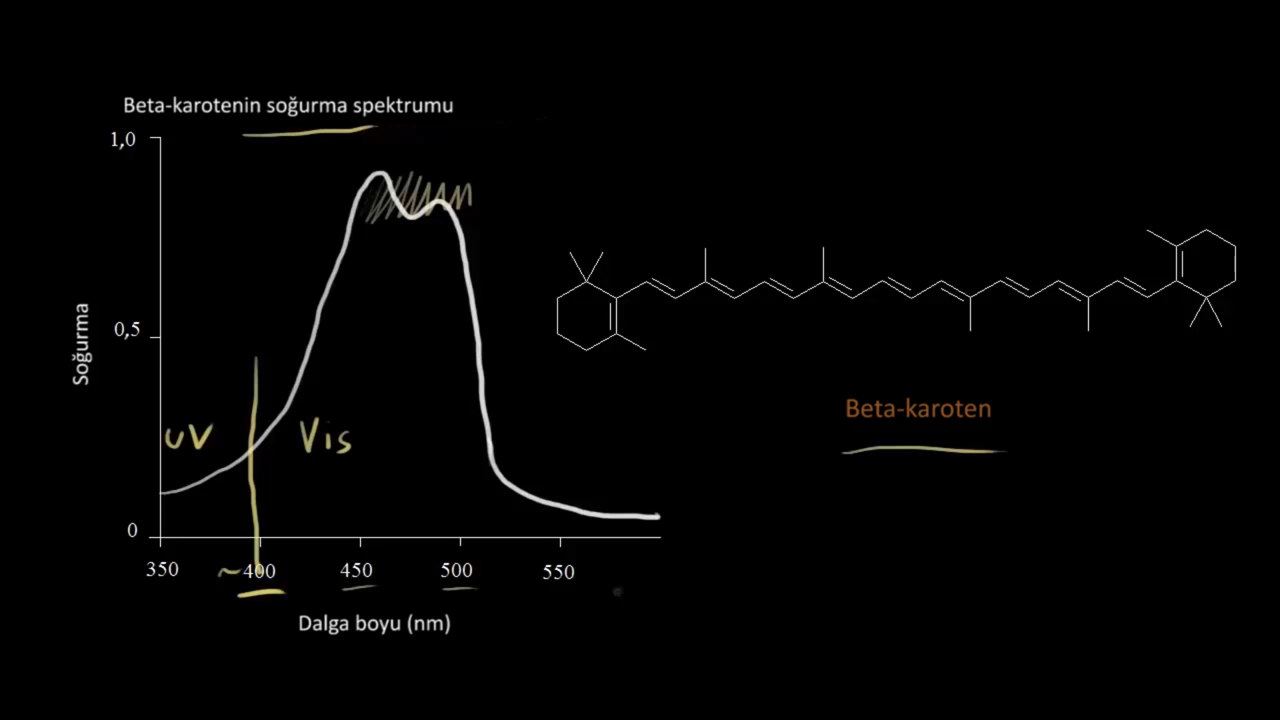 Beta-karotenin soğurma spektrumu
1,0
0,5
0
Soğurma
UV
Vis
350 ~400 450 500 550
Dalga boyu (nm)
Beta-karoten